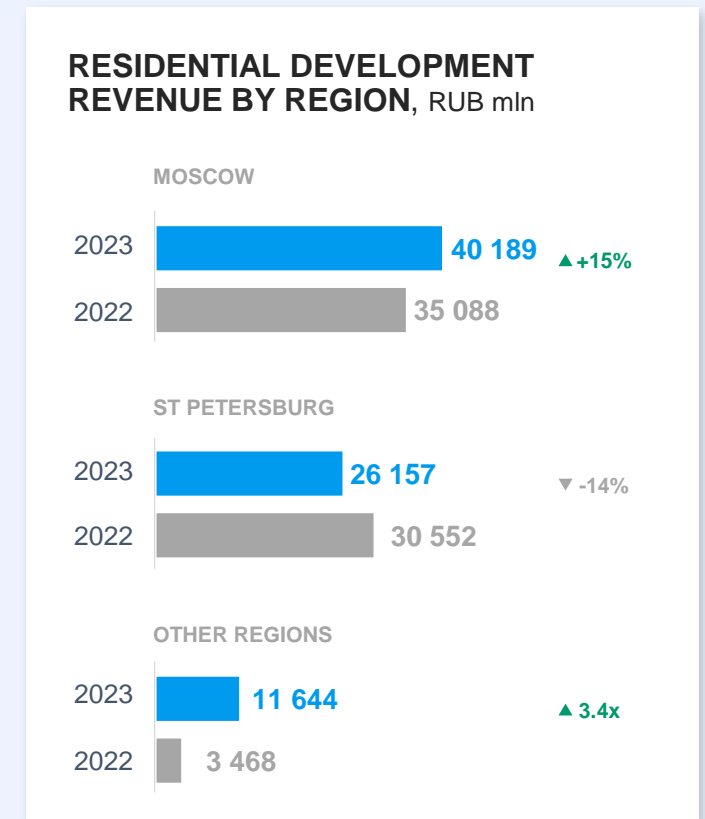 RESIDENTIAL DEVELOPMENT
REVENUE BY REGION, RUB mln
MOSCOW
2023 40 189 ▲+15%
2022 35 088
ST PETERSBURG
2023 26 157 ▼ -14%
2022 30 552
OTHER REGIONS
2023 11 644 ▲ 3.4x
2022 3 468